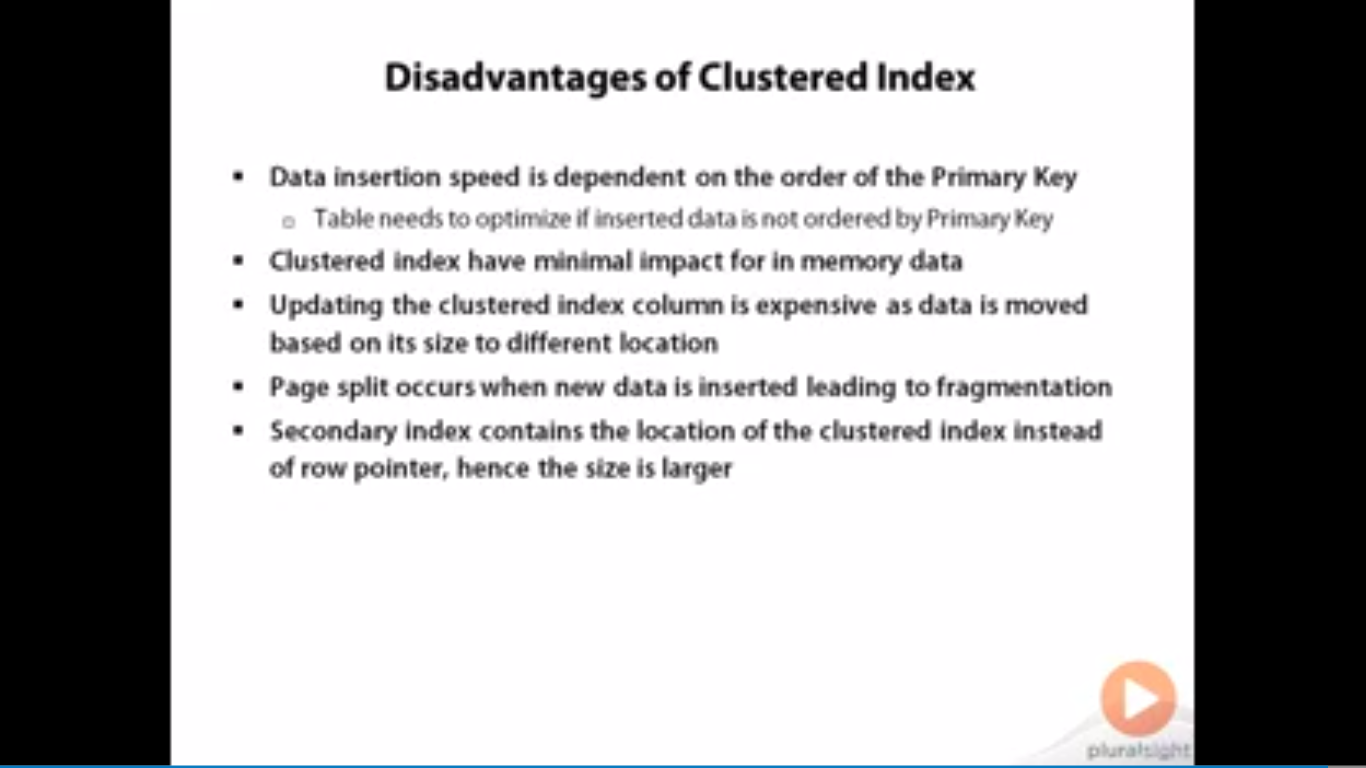 Disadvantages of Clustered Index
▪ Data insertion speed is dependent on the order of the Primary Key
▫ Table needs to optimize if inserted data is not ordered by Primary Key
▪ Clustered index have minimal impact for in memory data
▪ Updating the clustered index column is expensive as data is moved
based on its size to different location
▪ Page split occurs when new data is inserted leading to fragmentation
▪ Secondary index contains the location of the clustered index instead
of row pointer, hence the size is larger
pluralsight